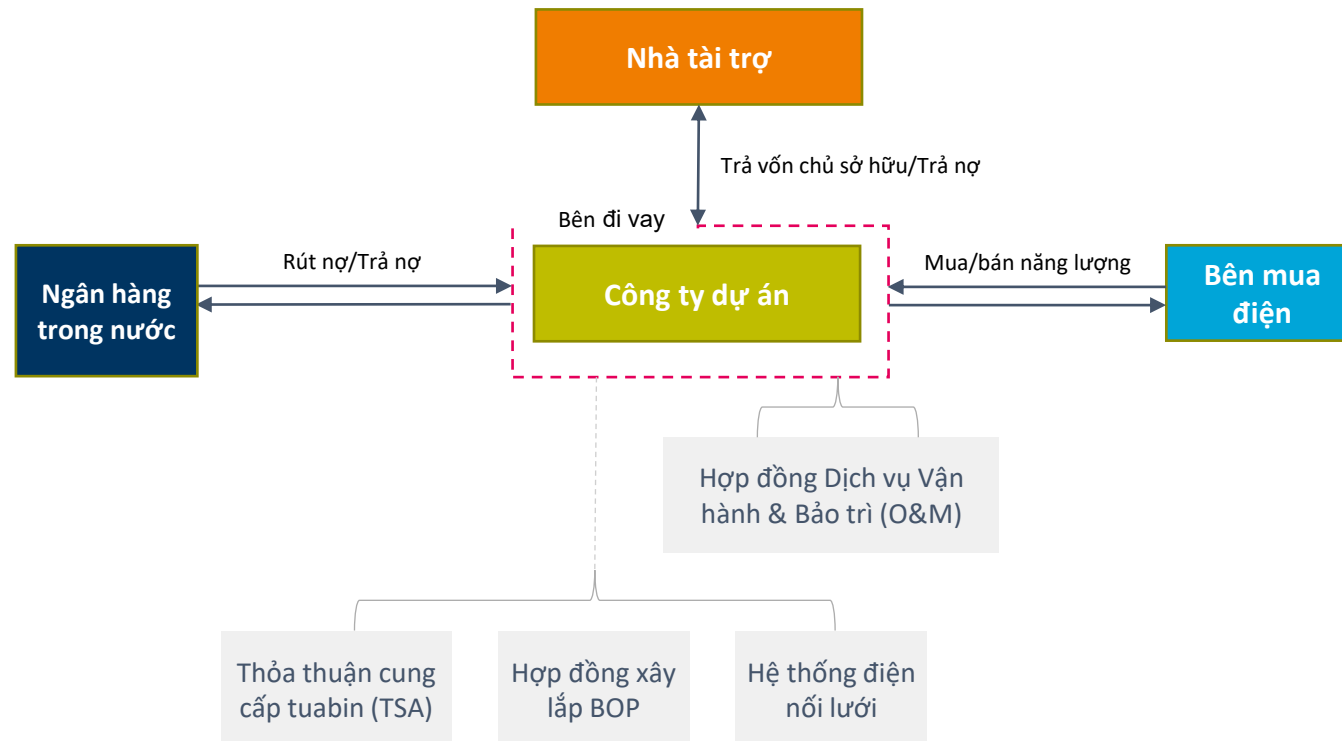 Nhà tài trợ
Trả vốn chủ sở hữu/Trả nợ
Bên đi vay
Rút nợ/Trả nợ
Mua/bán năng lượng
Ngân hàng
trong nước
Công ty dự án
Bên mua
điện
Hợp đồng Dịch vụ Vận
hành & Bảo trì (O&M)
Thỏa thuận cung
cấp tuabin (TSA)
Hợp đồng xây
lắp BOP
Hệ thống điện
nối lưới